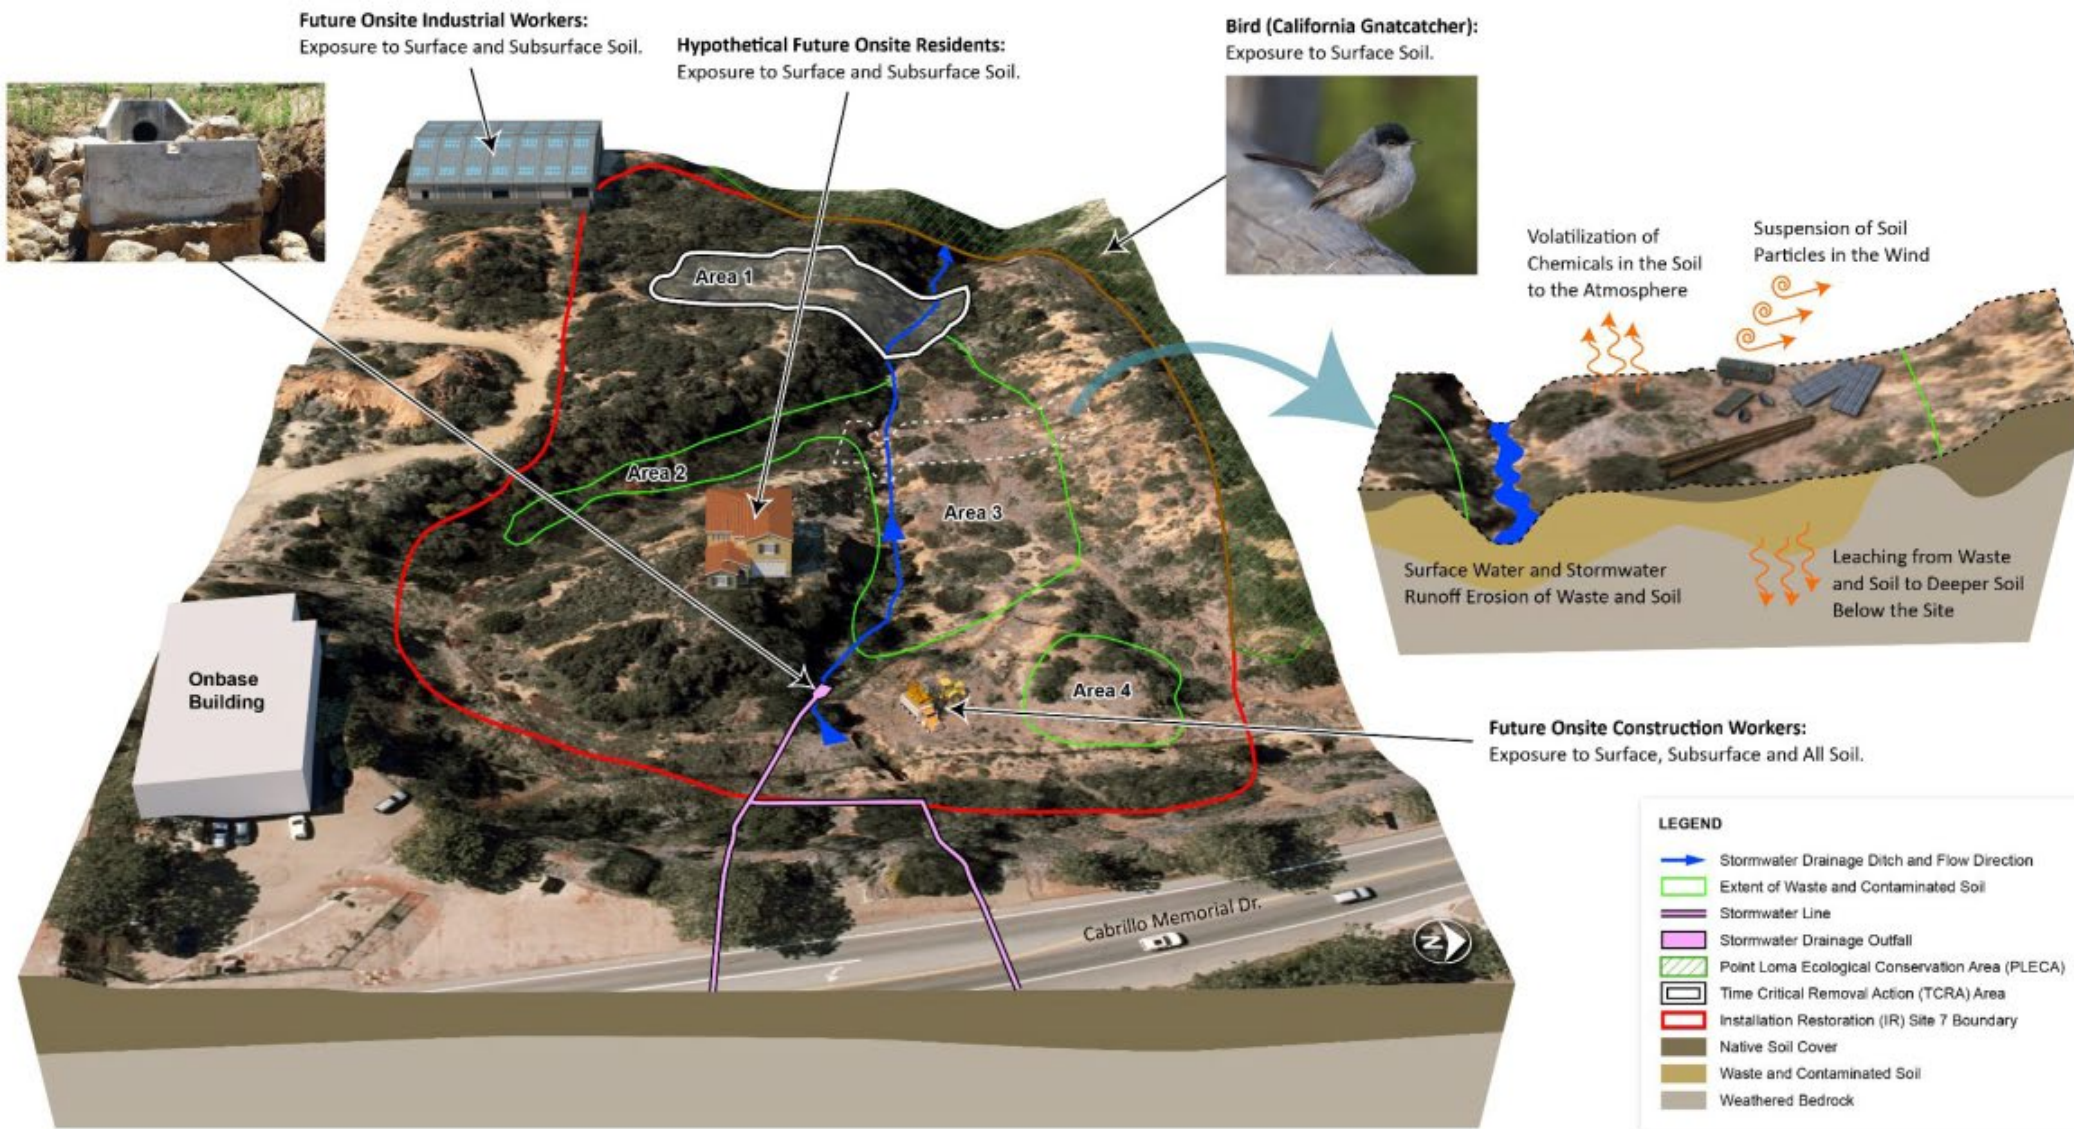 Future Onsite Industrial Workers:
Exposure to Surface and Subsurface Soil.
Hypothetical Future Onsite Residents:
Exposure to Surface and Subsurface Soil.
Bird (California Gnatcatcher):
Exposure to Surface Soil.
Volatilization of
Chemicals in the Soil
to the Atmosphere
Suspension of Soil
Particles in the Wind
Area 1
Area 2
Area 3
Area 4
Surface Water and Stormwater
Runoff Erosion of Waste and Soil
Leaching from Waste
and Soil to Deeper Soil
Below the Site
Onbase
Building
Future Onsite Construction Workers:
Exposure to Surface, Subsurface and All Soil.
Cabrillo Memorial Dr.
N
LEGEND
Stormwater Drainage Ditch and Flow Direction
Extent of Waste and Contaminated Soil
Stormwater Line
Stormwater Drainage Outfall
Point Loma Ecological Conservation Area (PLECA)
Time Critical Removal Action (TCRA) Area
Installation Restoration (IR) Site 7 Boundary
Native Soil Cover
Waste and Contaminated Soil
Weathered Bedrock